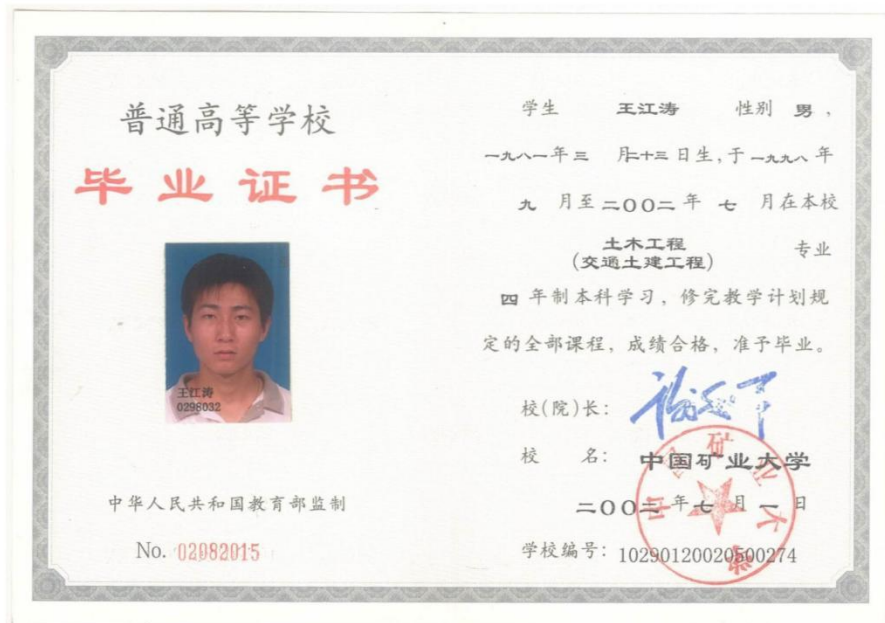 普通高等学校
毕业证书
王江涛
0298032
中华人民共和国教育部监制
No. 02082015
学生 王江涛 性别 男，
一九八一年三 月二十三日生，于一九九八年
九 月至二〇〇二年 七 月在本校
土木工程
(交通土建工程) 专业
四 年制本科学习，修完教学计划规
定的全部课程，成绩合格，准予毕业。
校(院)长：
校 名： 中国矿业大学
二〇〇二年七月一日
学校编号：10290120020500274